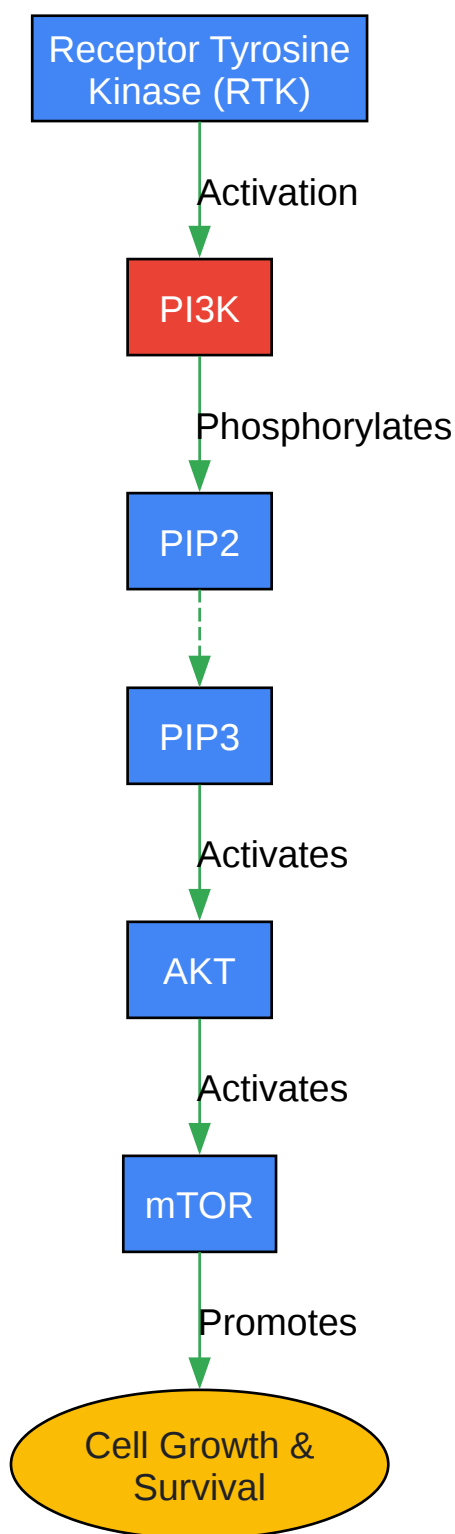 Receptor Tyrosine
Kinase (RTK)
Activation
PI3K
Phosphorylates
PIP2
PIP3
Activates
AKT
Activates
mTOR
Promotes
Cell Growth &
Survival